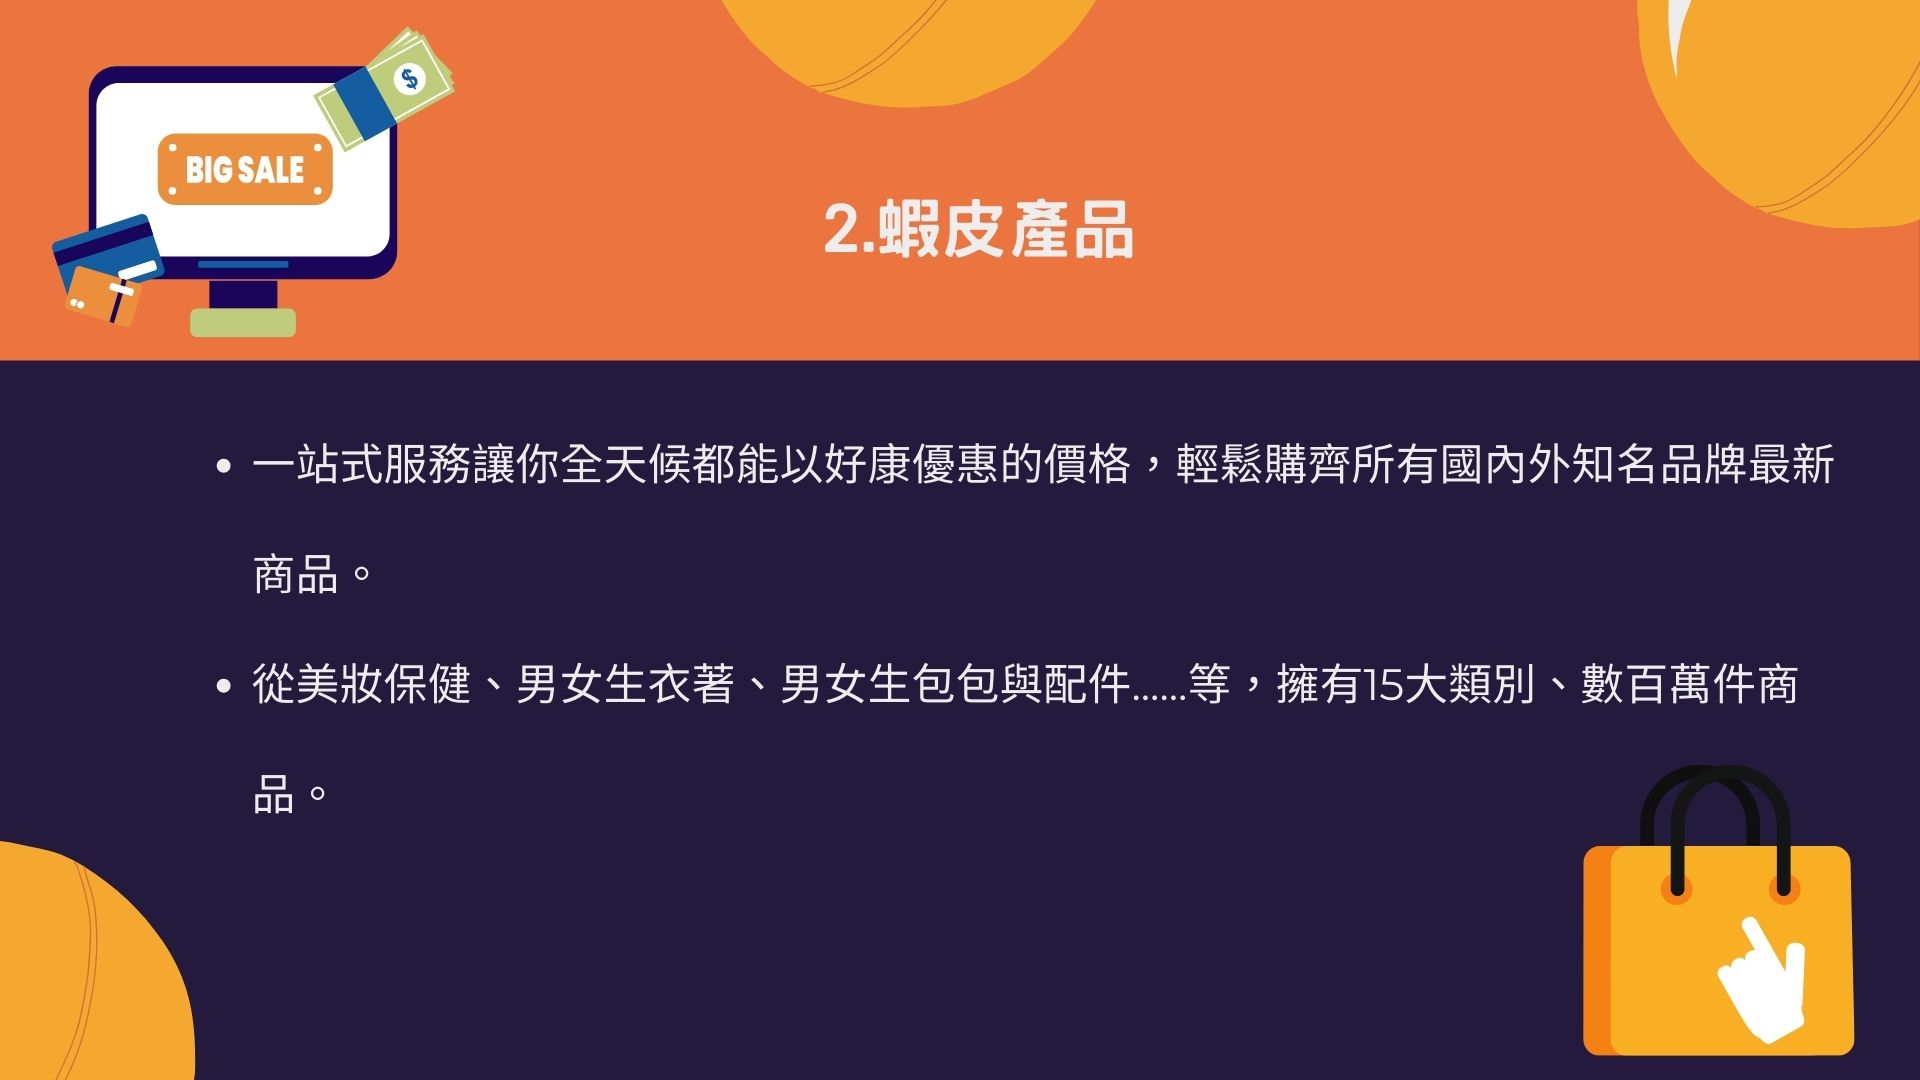 BIG SALE
$
2.蝦皮產品
• 一站式服務讓你全天候都能以好康優惠的價格，輕鬆購齊所有國內外知名品牌最新
商品。
• 從美妝保健、男女生衣著、男女生包包與配件......等，擁有15大類別、數百萬件商
品。